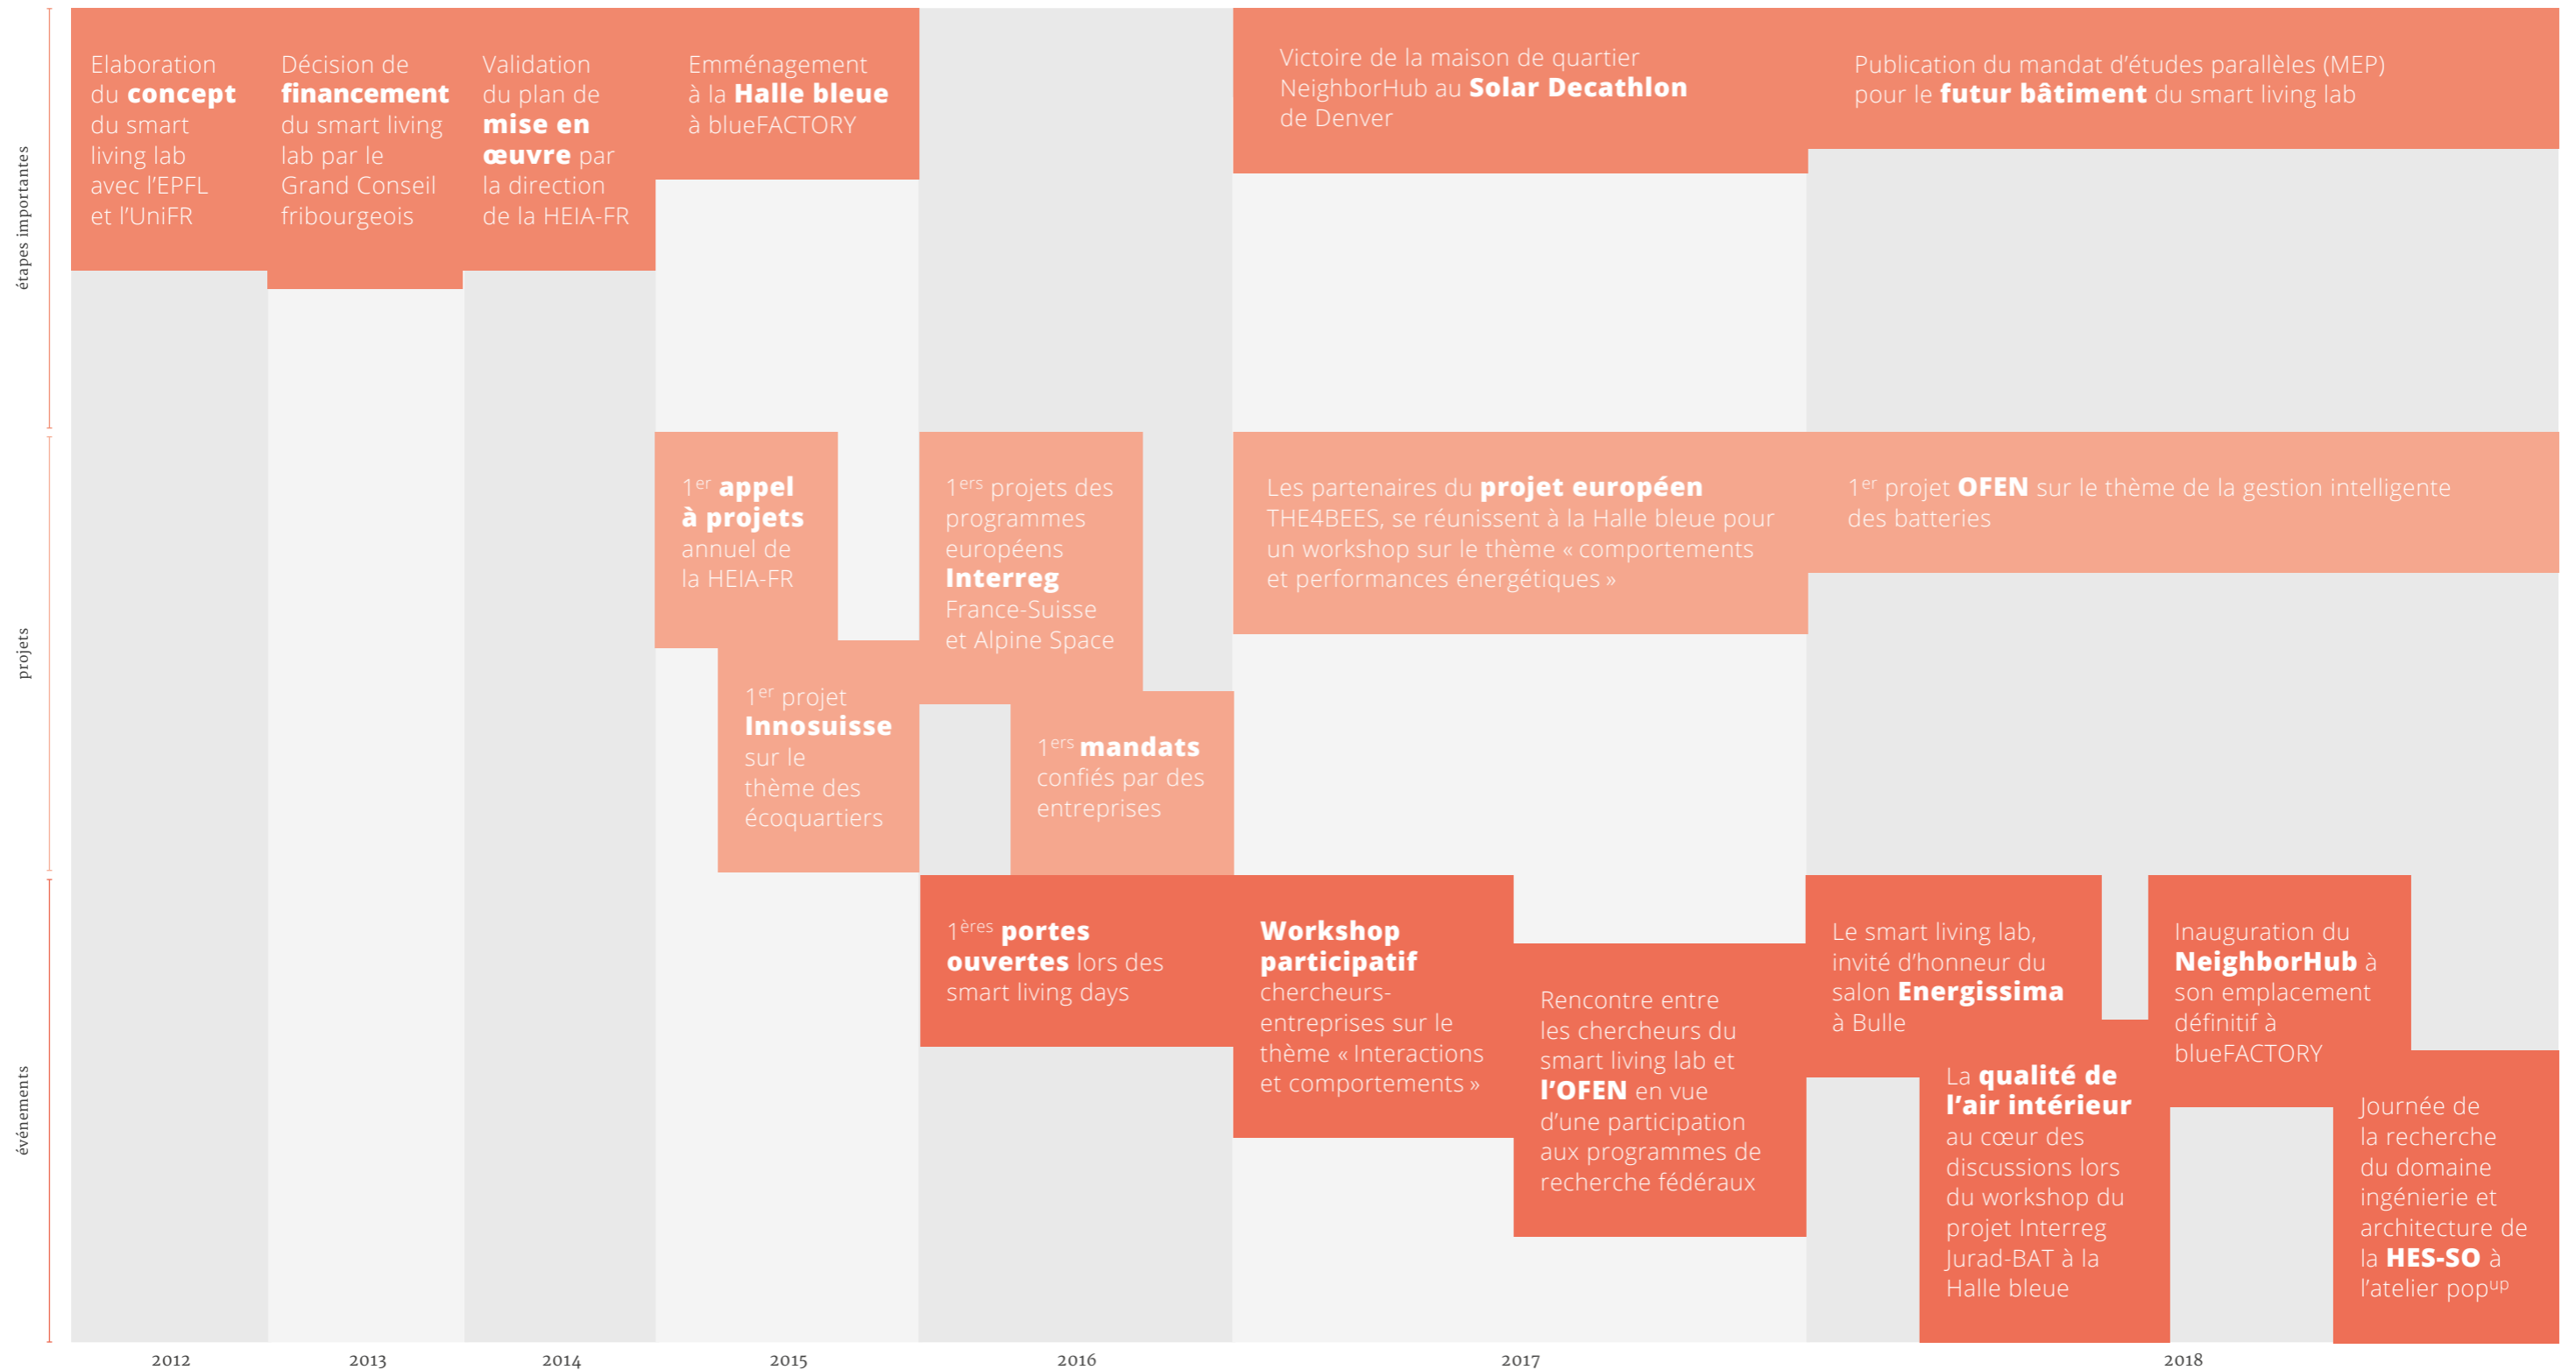 étapes importantes
Elaboration
du concept
du smart
living lab
avec l’EPFL
et l’UniFR
Décision de
financement
du smart living
lab par le
Grand Conseil
fribourgeois
Validation
du plan de
mise en
œuvre par
la direction
de la HEIA-FR
Emménagement
à la Halle bleue
à blueFACTORY
Victoire de la maison de quartier
NeighborHub au Solar Decathlon
de Denver
Publication du mandat d’études parallèles (MEP)
pour le futur bâtiment du smart living lab
projets
1er appel
à projets
annuel de
la HEIA-FR
1er projet
Innosuisse
sur le
thème des
écoquartiers
1ers projets des
programmes
européens
Interreg
France-Suisse
et Alpine Space
1ers mandats
confiés par des
entreprises
Les partenaires du projet européen
THE4BEES, se réunissent à la Halle bleue pour
un workshop sur le thème « comportements
et performances énergétiques »
1er projet OFEN sur le thème de la gestion intelligente
des batteries
événements
1ères portes
ouvertes lors des
smart living days
Workshop
participatif
chercheurs-
entreprises sur le
thème « Interactions
et comportements »
Rencontre entre
les chercheurs du
smart living lab et
l’OFEN en vue
d’une participation
aux programmes de
recherche fédéraux
Le smart living lab,
invité d’honneur du
salon Energissima
à Bulle
La qualité de
l’air intérieur
au cœur des
discussions lors
du workshop du
projet Interreg
Jurad-BAT à la
Halle bleue
Inauguration du
NeighborHub à
son emplacement
définitif à
blueFACTORY
Journée de
la recherche
du domaine
ingénierie et
architecture de
la HES-SO à
l’atelier popup
2012
2013
2014
2015
2016
2017
2018